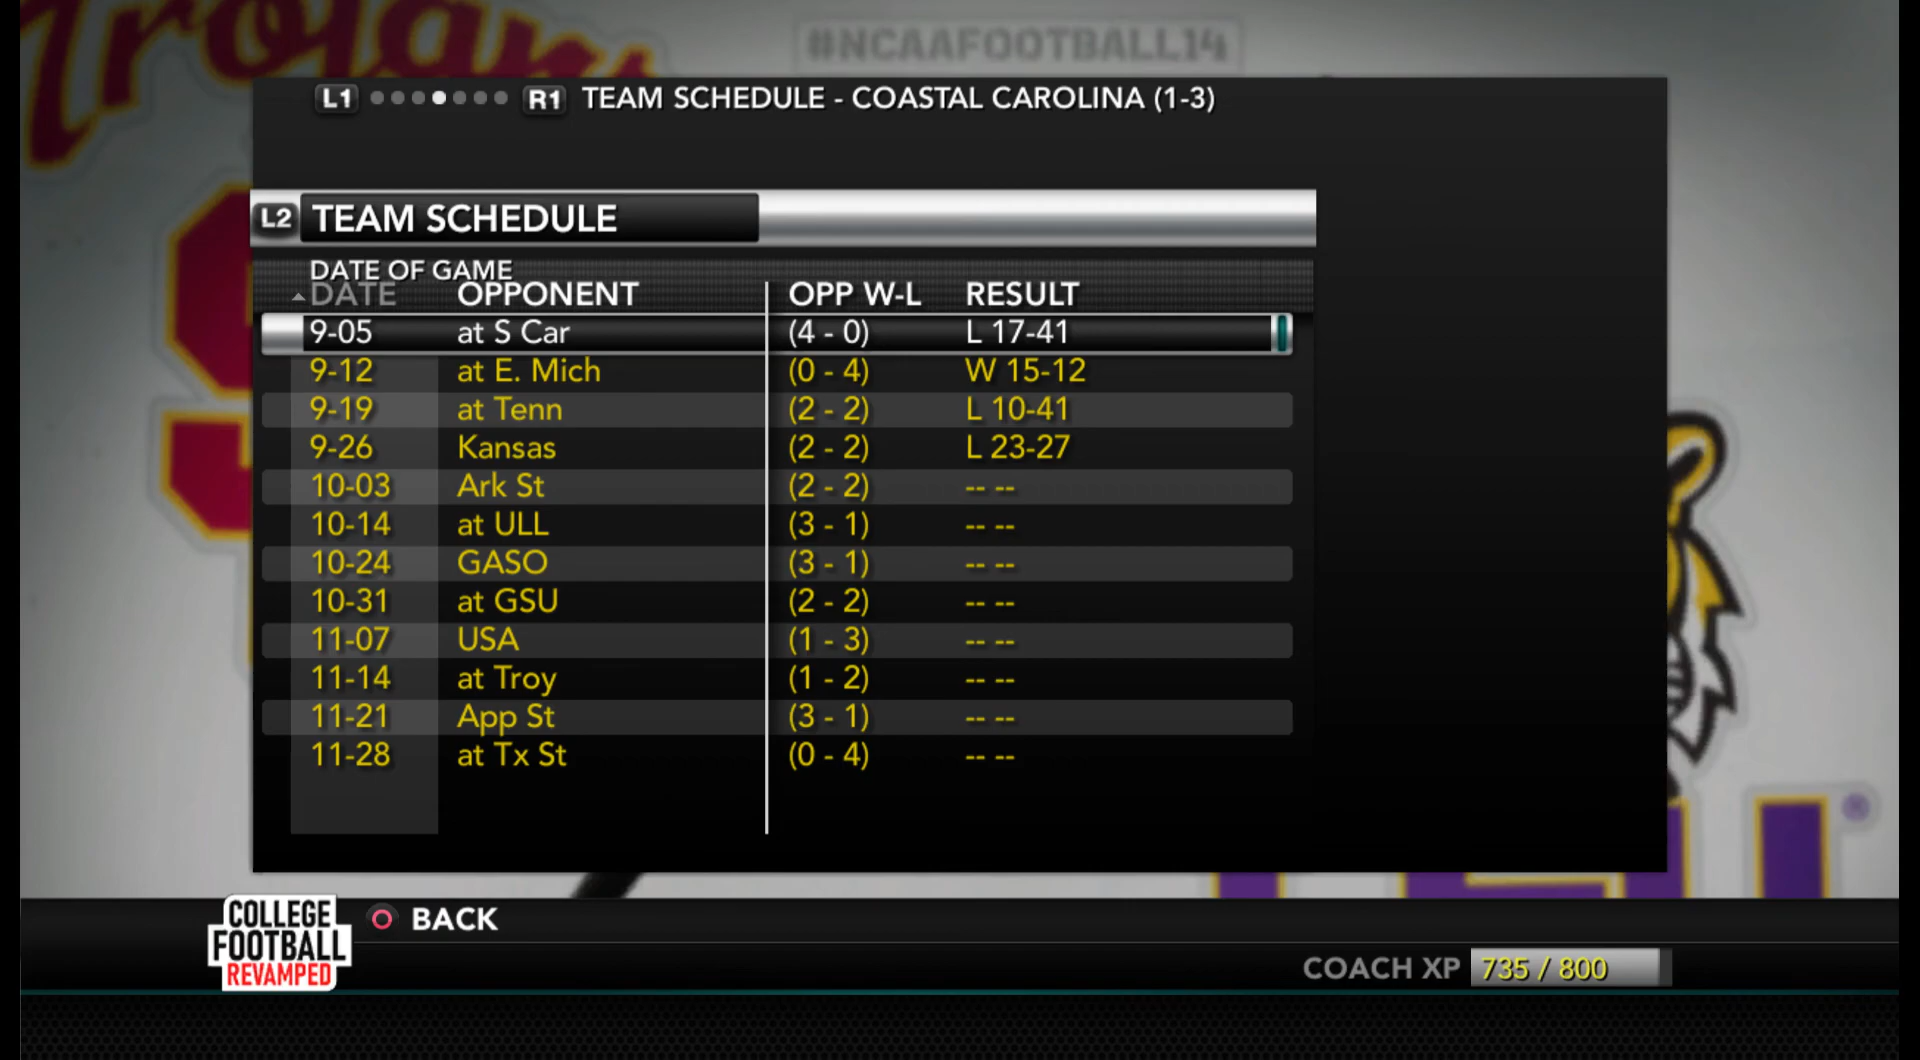 Trojans
#NCAAFOOTBALL14
L1 R1 TEAM SCHEDULE - COASTAL CAROLINA (1-3)
L2 TEAM SCHEDULE
DATE OF GAME
DATE OPPONENT OPP W-L RESULT
9-05 at S Car (4 - 0) L 17-41
9-12 at E. Mich (0 - 4) W 15-12
9-19 at Tenn (2 - 2) L 10-41
9-26 Kansas (2 - 2) L 23-27
10-03 Ark St (2 - 2) -- --
10-14 at ULL (3 - 1) -- --
10-24 GASO (3 - 1) -- --
10-31 at GSU (2 - 2) -- --
11-07 USA (1 - 3) -- --
11-14 at Troy (1 - 2) -- --
11-21 App St (3 - 1) -- --
11-28 at Tx St (0 - 4) -- --
COLLEGE
FOOTBALL
REVAMPED
BACK
COACH XP 735 / 800